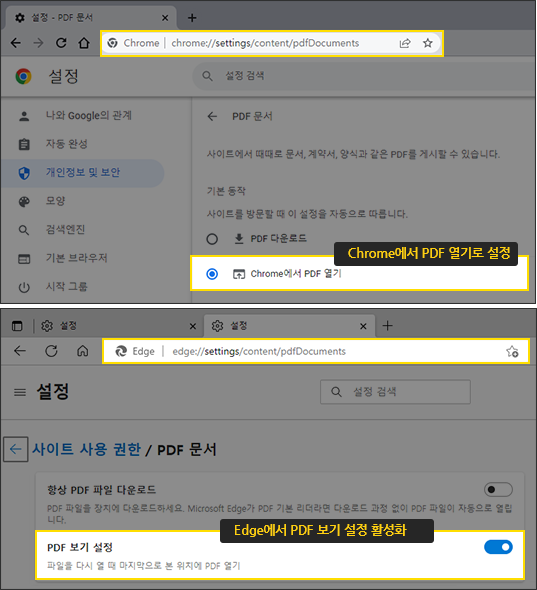 설정 - PDF 문서
Chrome | chrome://settings/content/pdfDocuments
설정
설정 검색
나와 Google의 관계
자동 완성
개인정보 및 보안
모양
검색엔진
기본 브라우저
시작 그룹
PDF 문서
사이트에서 때때로 문서, 계약서, 양식과 같은 PDF를 게시할 수 있습니다.
기본 동작
사이트를 방문할 때 이 설정을 자동으로 따릅니다.
PDF 다운로드
Chrome에서 PDF 열기로 설정
Chrome에서 PDF 열기
설정
설정
Edge | edge://settings/content/pdfDocuments
설정
설정 검색
사이트 사용 권한 / PDF 문서
항상 PDF 파일 다운로드
PDF 파일을 장치에 다운로드하세요. Microsoft Edge가 PDF 기본 리더라면 다운로드 과정 없이 PDF 파일이 자동으로 열립
니다.
Edge에서 PDF 보기 설정 활성화
PDF 보기 설정
파일을 다시 열 때 마지막으로 본 위치에 PDF 열기